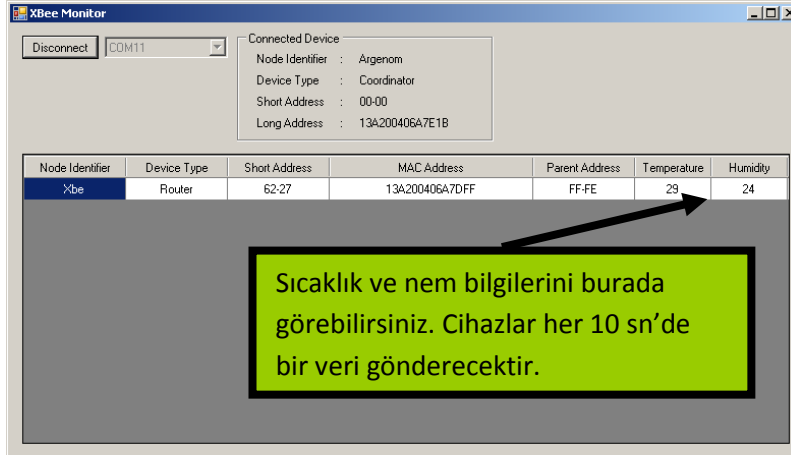 XBee Monitor
Disconnect COM11
Connected Device
Node Identifier : Argenom
Device Type : Coordinator
Short Address : 00-00
Long Address : 13A200406A7E1B
Node Identifier Device Type Short Address MAC Address Parent Address Temperature Humidity
Xbe Router 62-27 13A200406A7DFF FF-FE 29 24
Sıcaklık ve nem bilgilerini burada
görebilirsiniz. Cihazlar her 10 sn’de
bir veri gönderecektir.